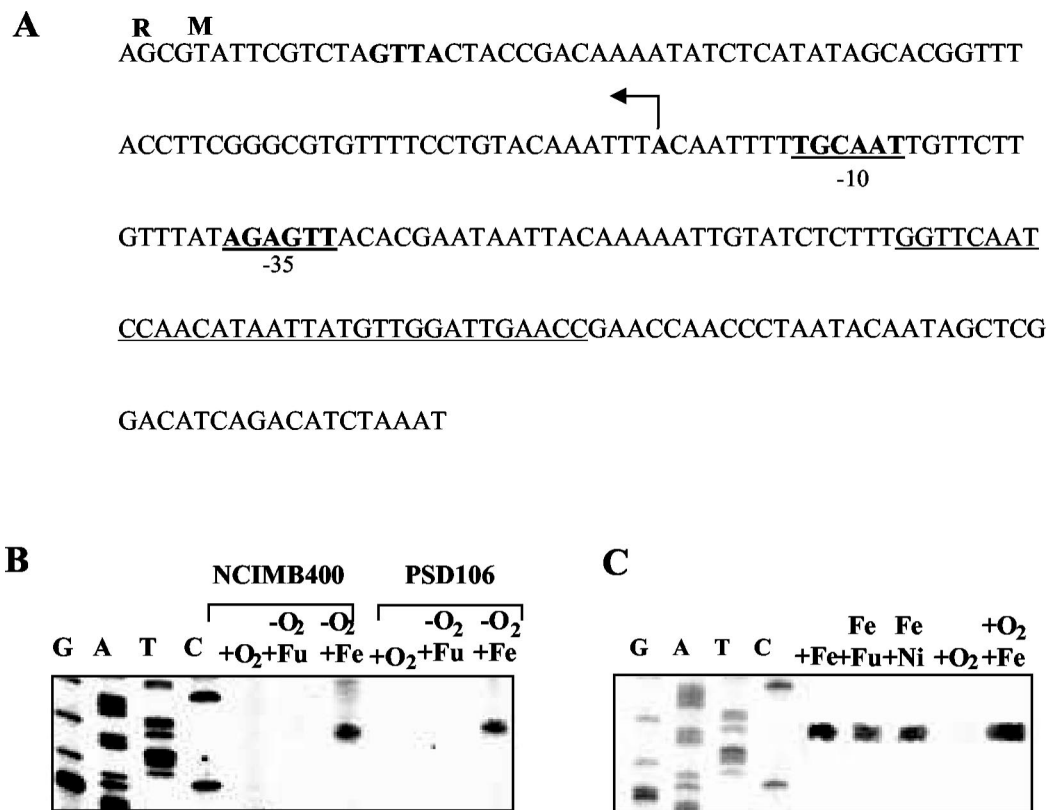 A
R M
AGCGTATTCGTCTAGTTACTACCGACAAAATATCTCATATAGCACGGTTT
ACCTTCGGGCGTGTTTTCCTGTACAAATTTACAATTTTTGCAATTGTTCTT
-10
GTTTATAGAGTTACACGAATAATTACAAAAATTGTATCTCTTTGGTTCAAT
-35
CCAACATAATTATGTTGGATTGAACCGAACCAACCCTAATACAATAGCTCG
GACATCAGACATCTAAAT
B
NCIMB400 PSD106
-O2 -O2 -O2 -O2
G A T C +O2 +Fu +Fe +O2 +Fu +Fe
C
Fe Fe +O2
G A T C +Fe +Fu +Ni +O2 +Fe